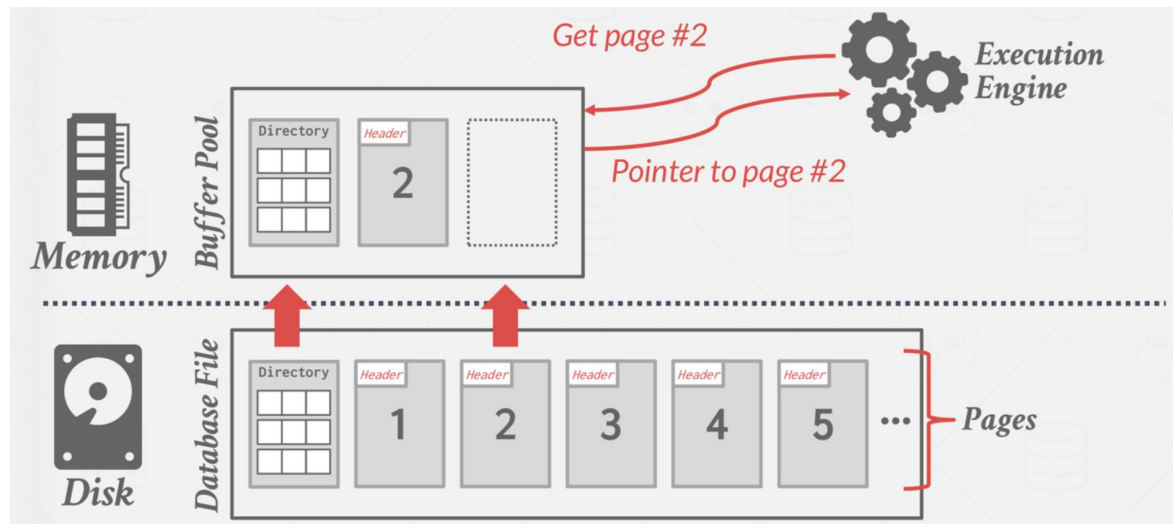 Get page #2
Execution
Engine
Directory
Header
2
Pointer to page #2
Buffer Pool
Memory
Directory
Header
Header
Header
Header
Header
1
2
3
4
5
...
Pages
Database File
Disk